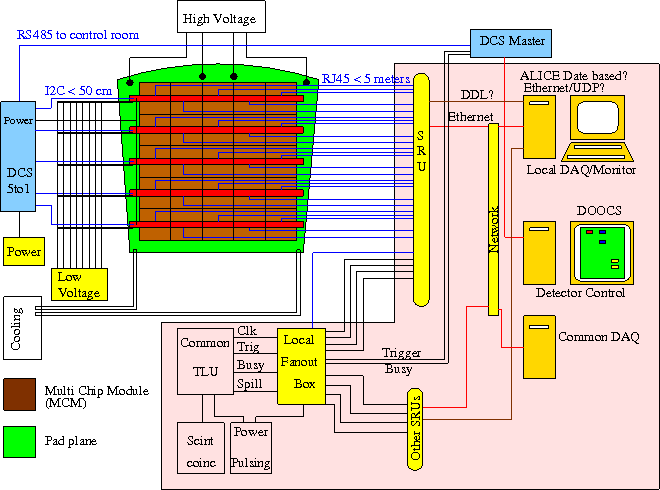 High Voltage
RS485 to control room
DCS Master
I2C < 50 cm
RJ45 < 5 meters
ALICE Date based?
Ethernet/UDP?
DDL?
Ethernet
Power
DCS
5to1
S
R
U
Local DAQ/Monitor
Network
DOOCS
Power
Low
Voltage
Detector Control
Cooling
Common
TLU
Clk
Trig
Busy
Spill
Local
Fanout
Box
Trigger
Busy
Common DAQ
Other SRUs
Multi Chip Module
(MCM)
Pad plane
Scint
coinc
Power
Pulsing